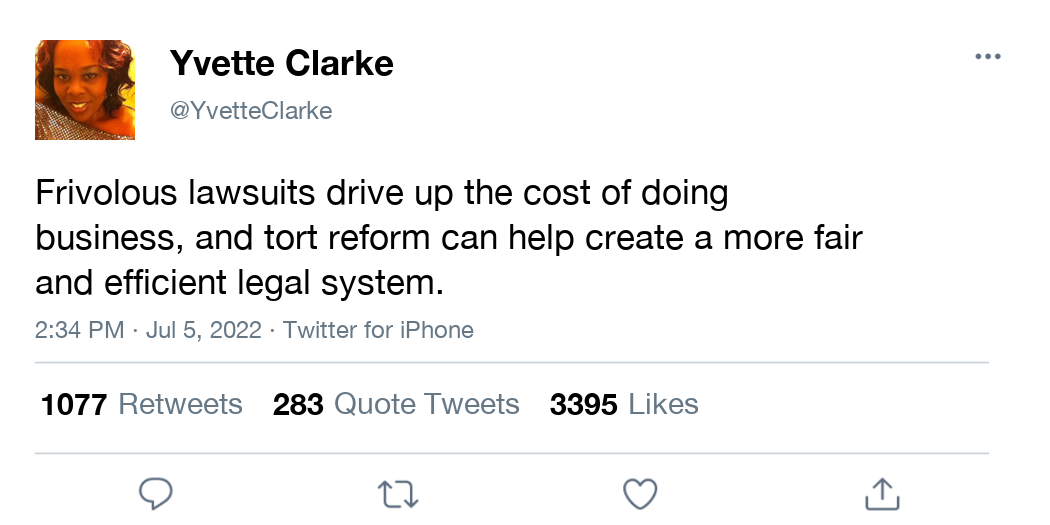 Yvette Clarke
@YvetteClarke
Frivolous lawsuits drive up the cost of doing
business, and tort reform can help create a more fair
and efficient legal system.
2:34 PM · Jul 5, 2022 · Twitter for iPhone
1077 Retweets 283 Quote Tweets 3395 Likes